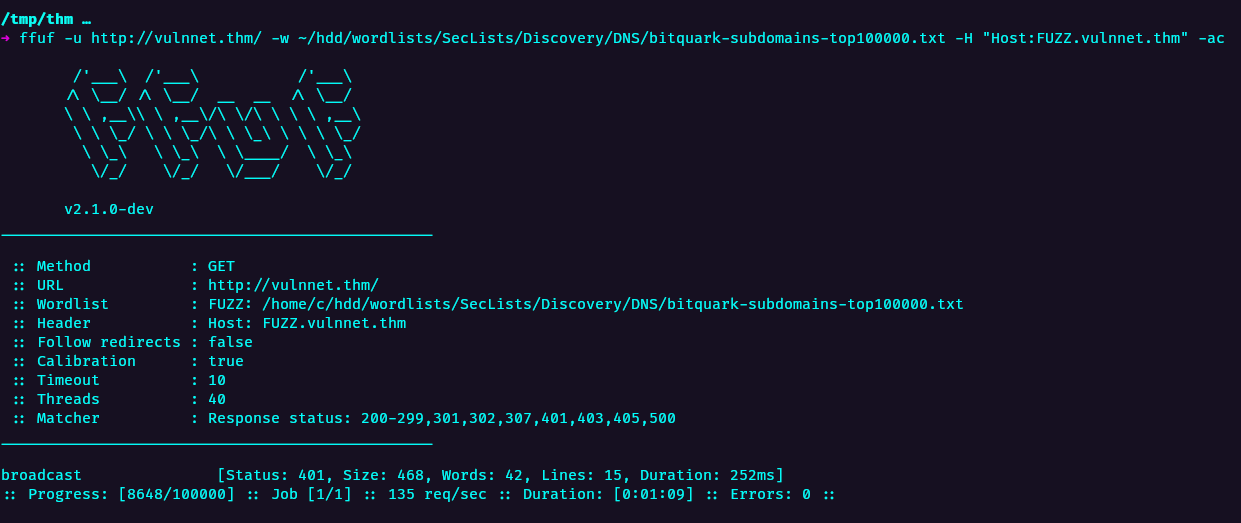 /tmp/thm …
→ ffuf -u http://vulnnet.thm/ -w ~/hdd/wordlists/SecLists/Discovery/DNS/bitquark-subdomains-top100000.txt -H "Host:FUZZ.vulnnet.thm" -ac
        /'___\  /'___\           /'___\
       /\ \__/ /\ \__/  __  __  /\ \__/
       \ \ ,__\\ \ ,__\/\ \/\ \ \ \ ,__\
        \ \ \_/ \ \ \_/\ \ \_\ \ \ \ \_/
         \ \_\   \ \_\  \ \____/  \ \_\
          \/_/    \/_/   \/___/    \/_/
       v2.1.0-dev
________________________________________________
 :: Method           : GET
 :: URL              : http://vulnnet.thm/
 :: Wordlist         : FUZZ: /home/c/hdd/wordlists/SecLists/Discovery/DNS/bitquark-subdomains-top100000.txt
 :: Header           : Host: FUZZ.vulnnet.thm
 :: Follow redirects : false
 :: Calibration      : true
 :: Timeout          : 10
 :: Threads          : 40
 :: Matcher          : Response status: 200-299,301,302,307,401,403,405,500
________________________________________________
broadcast               [Status: 401, Size: 468, Words: 42, Lines: 15, Duration: 252ms]
:: Progress: [8648/100000] :: Job [1/1] :: 135 req/sec :: Duration: [0:01:09] :: Errors: 0 ::